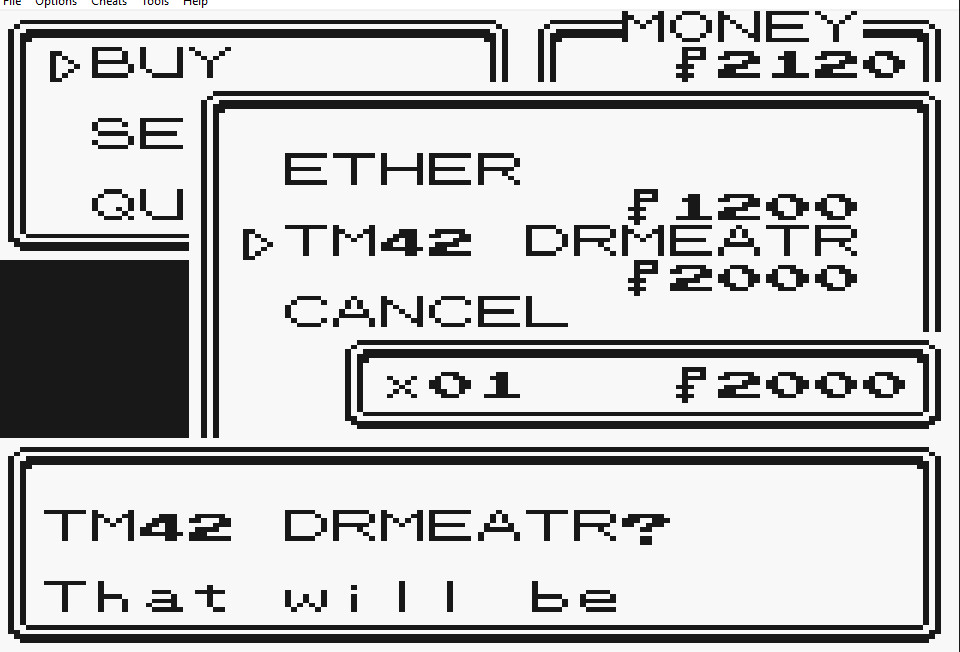 File Options Cheats Tools Help
MONEY
▷BUY
₽2120
SE
ETHER
QU
₽1200
▷TM42 DRMEATR
₽2000
CANCEL
×01 ₽2000
TM42 DRMEATR?
That will be